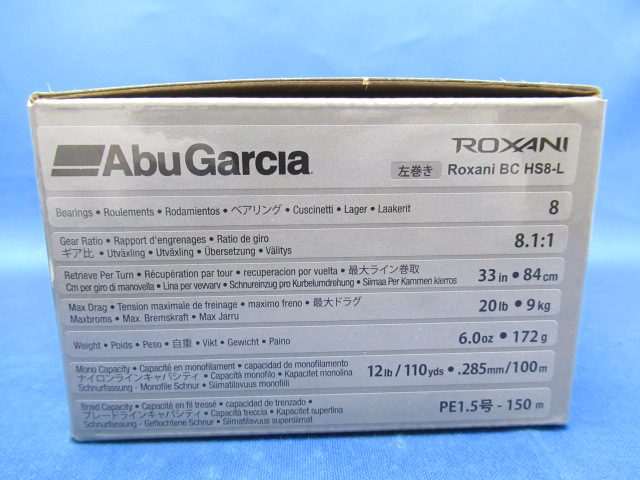 AbuGarcia
ROXANI
左巻き Roxani BC HS8-L
Bearings • Roulements • Rodamientos • ベアリング • Cuscinetti • Lager • Laakerit 8
Gear Ratio • Rapport d'engrenages • Ratio de giro
ギア比 • Utväxling • Utväxling • Übersetzung • Välitys 8.1:1
Retrieve Per Turn • Récupération par tour • recuperacion por vuelta • 最大ライン巻取
Cm per giro di manovella • Lina per vevvarv • Schnureinzug pro Kurbelumdrehung • Siimaa Per Kammen kierros 33 in • 84 cm
Max Drag • Tension maximale de freinage • maximo freno • 最大ドラグ
Maxbroms • Max. Bremskraft • Max Jarru 20 lb • 9 kg
Weight • Poids • Peso • 自重 • Vikt • Gewicht • Paino 6.0oz • 172 g
Mono Capacity • Capacité en monofilament • capacidad de monofilamento
ナイロンラインキャパシティ • Capacità monofilo • Kapacitet monolina
Schnurfassung - Monofile Schnur • Siimatilavuus monofiili 12 lb / 110 yds • .285mm/100m
Braid Capacity • Capacité en fil tressé • capacidad de trenzado •
ブレードラインキャパシティ • Capacità treccia • Kapacitet superlina
Schnurfassung - Geflochtene Schnur • Siimatilavuus supersiimat PE1.5号 - 150 m